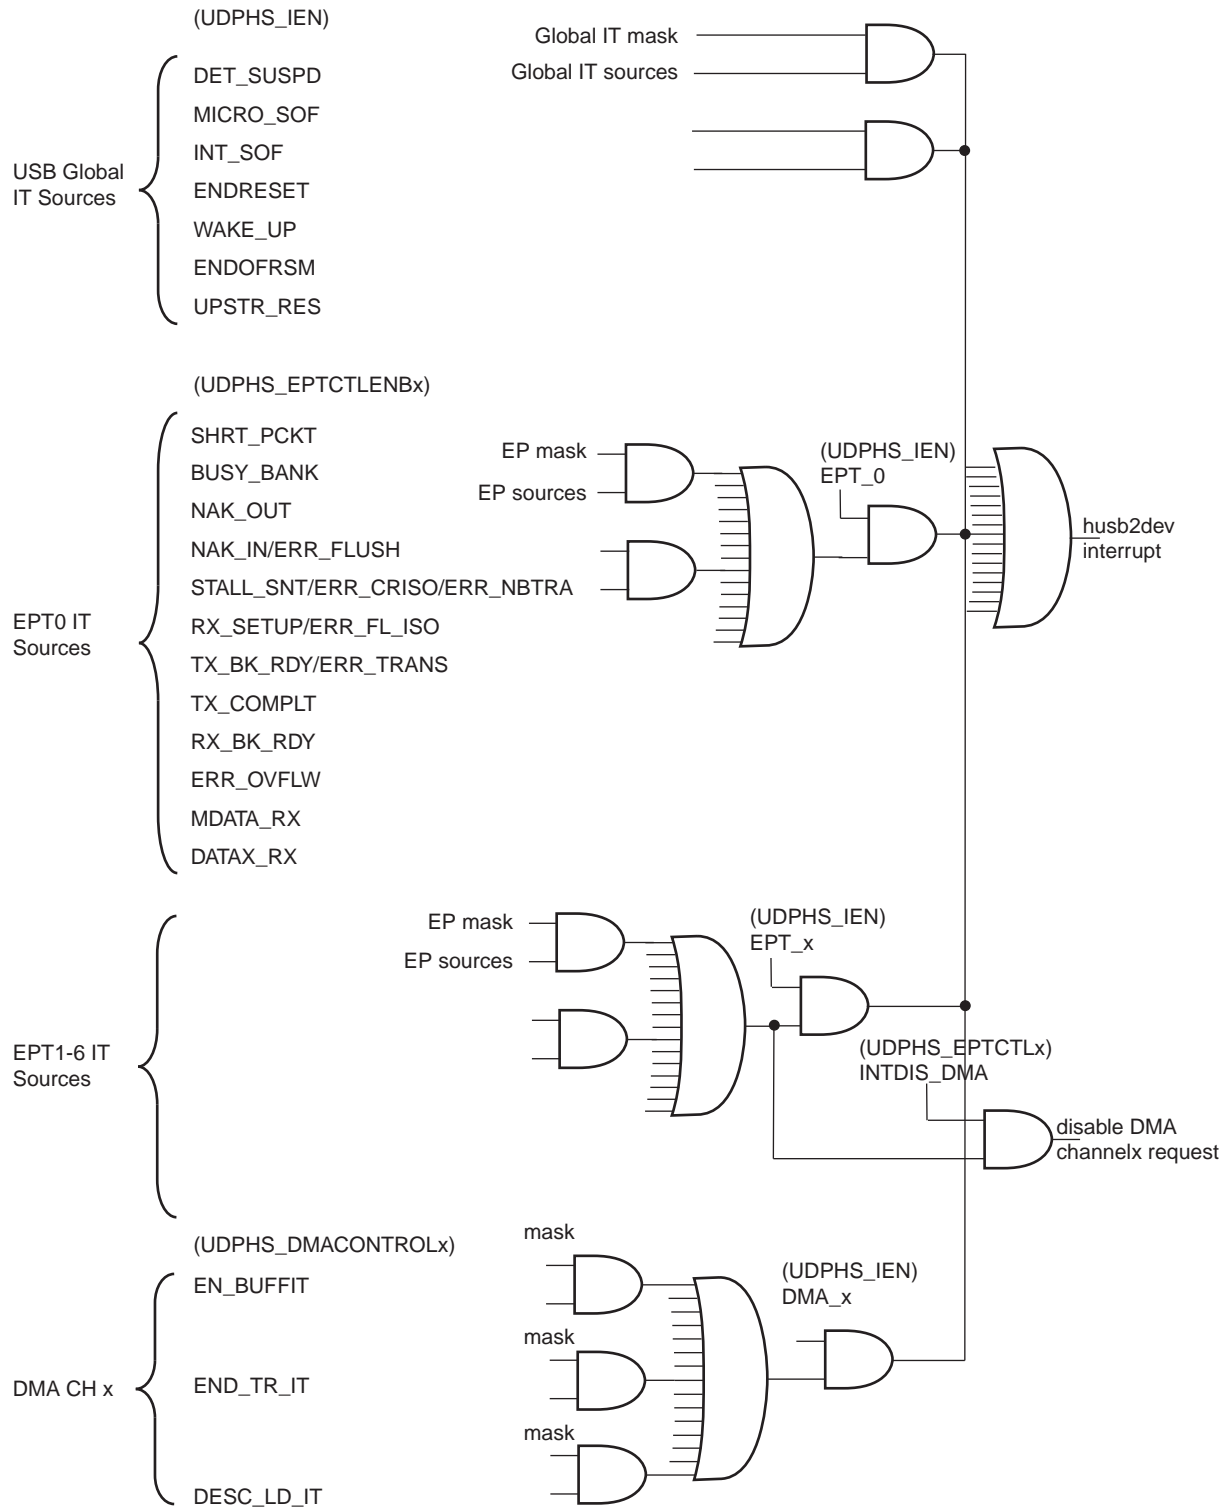 (UDPHS_IEN)
Global IT mask
Global IT sources
DET_SUSPD
MICRO_SOF
INT_SOF
USB Global
IT Sources
ENDRESET
WAKE_UP
ENDOFRSM
UPSTR_RES
(UDPHS_EPTCTLENBx)
SHRT_PCKT
BUSY_BANK
NAK_OUT
NAK_IN/ERR_FLUSH
STALL_SNT/ERR_CRISO/ERR_NBTRA
EPT0 IT
Sources
RX_SETUP/ERR_FL_ISO
TX_BK_RDY/ERR_TRANS
TX_COMPLT
RX_BK_RDY
ERR_OVFLW
MDATA_RX
DATAX_RX
EP mask
EP sources
(UDPHS_IEN)
EPT_0
husb2dev
interrupt
EP mask
EP sources
(UDPHS_IEN)
EPT_x
EPT1-6 IT
Sources
(UDPHS_EPTCTLx)
INTDIS_DMA
disable DMA
channelx request
(UDPHS_DMACONTROLx)
mask
EN_BUFFIT
(UDPHS_IEN)
DMA_x
mask
DMA CH x
END_TR_IT
mask
DESC_LD_IT